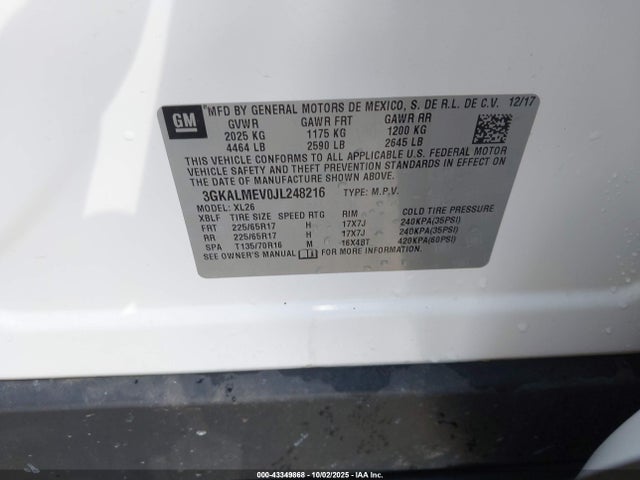 GM
MFD BY GENERAL MOTORS DE MEXICO, S. DE R.L. DE C.V. 12/17
GVWR GAWR FRT GAWR RR
2025 KG 1175 KG 1200 KG
4464 LB 2590 LB 2645 LB
THIS VEHICLE CONFORMS TO ALL APPLICABLE U.S. FEDERAL MOTOR
VEHICLE SAFETY AND THEFT PREVENTION STANDARDS IN EFFECT ON
THE DATE OF MANUFACTURE SHOWN ABOVE.
3GKALMEV0JL248216 TYPE: M.P.V.
MODEL: XL26
XBLF TIRE SIZE SPEED RTG RIM COLD TIRE PRESSURE
FRT 225/65R17 H 17X7J 240KPA(35PSI)
RR 225/65R17 H 17X7J 240KPA(35PSI)
SPA T135/70R16 M 16X4BT 420KPA(60PSI)
SEE OWNER'S MANUAL FOR MORE INFORMATION.
000-43349868 - 10/02/2025 - IAA